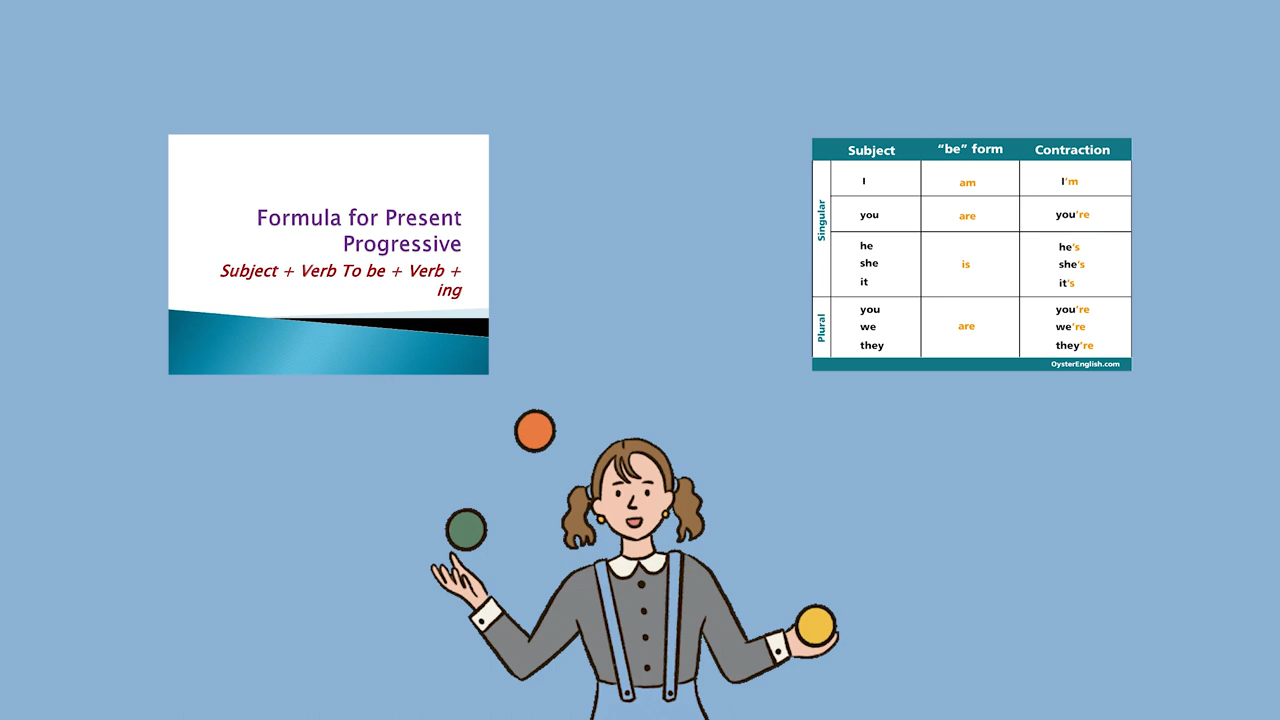 Formula for Present
Progressive
Subject + Verb To be + Verb +
ing
Subject “be” form Contraction
Singular
I am I'm
you are you're
he he's
she is she's
it it's
Plural
you you're
we are we're
they they're
OysterEnglish.com